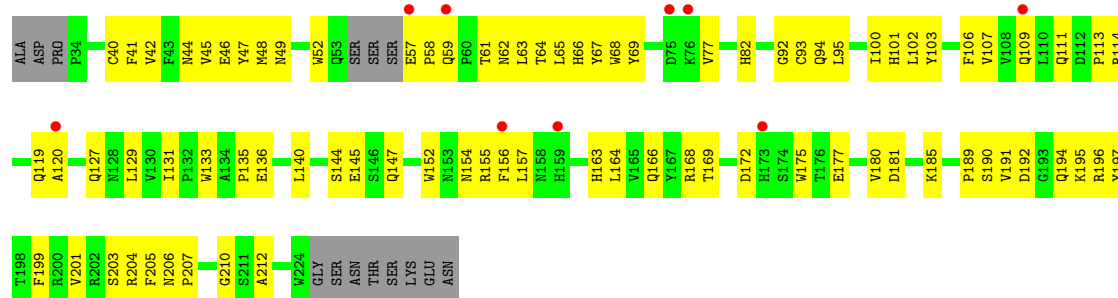 ALA ASP PRO P34 C40 F41 V42 F43 N44 V45 E46 Y47 M48 N49 W52 Q53 SER SER SER E57 P58 Q59 P60 T61 N62 L63 T64 L65 H66 Y67 W68 Y69 D75 K76 V77 H82 G92 C93 Q94 L95 I100 H101 L102 Y103 F106 V107 V108 Q109 L110 Q111 D112 P113
Q119 A120 Q127 N128 L129 V130 I131 P132 W133 A134 P135 E136 L140 S144 E145 S146 Q147 W152 N153 N154 R155 F156 L157 N158 H159 H163 L164 V165 Q166 Y167 R168 T169 D172 H173 S174 W175 T176 E177 V180 D181 K185 P189 S190 V191 D192 G193 Q194 K195 R196
T198 F199 R200 V201 R202 S203 R204 F205 N206 P207 G210 S211 A212 W224 GLY SER ASN THR SER LYS GLU ASN